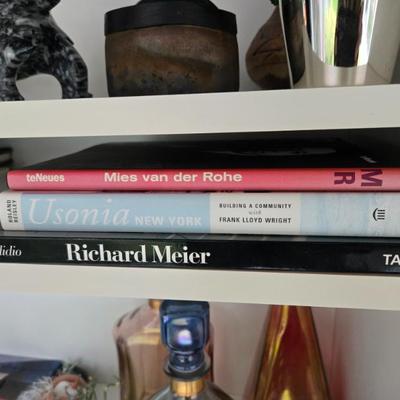 teNeues Mies van der Rohe M R
ROLAND REISLEY Usonia NEW YORK BUILDING A COMMUNITY with FRANK LLOYD WRIGHT
Richard Meier TA